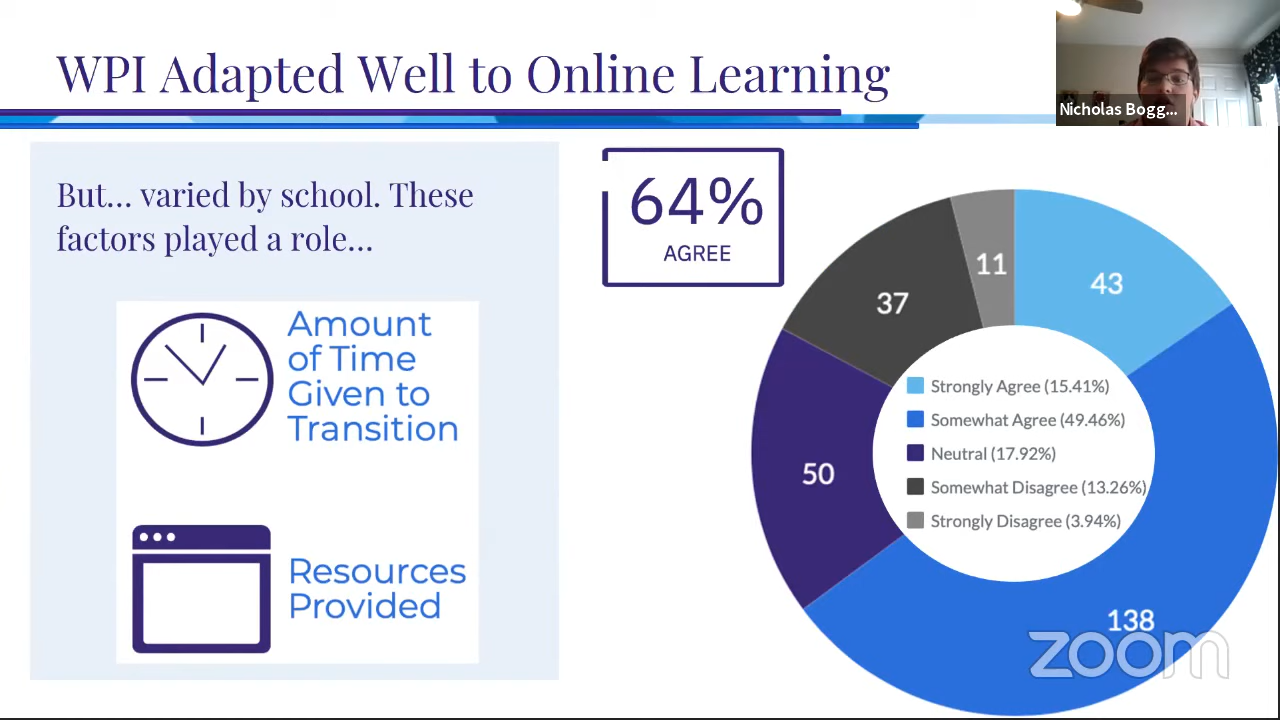 WPI Adapted Well to Online Learning
Nicholas Bogg...
But... varied by school. These
factors played a role...
Amount
of Time
Given to
Transition
Resources
Provided
64%
AGREE
11
43
37
50
138
Strongly Agree (15.41%)
Somewhat Agree (49.46%)
Neutral (17.92%)
Somewhat Disagree (13.26%)
Strongly Disagree (3.94%)
zoom